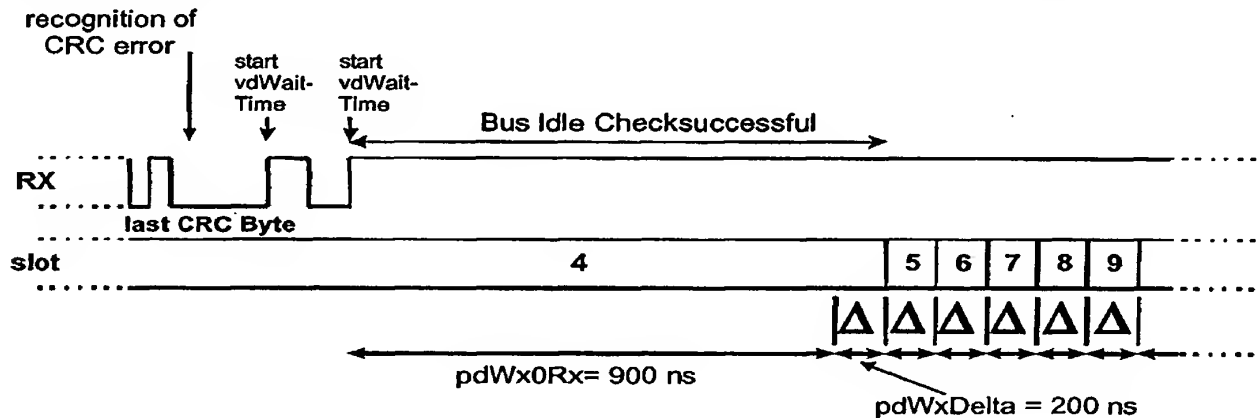 recognition of
CRC error
start
vdWait-
Time
start
vdWait-
Time
Bus Idle Checksuccessful
RX
last CRC Byte
slot
4 5 6 7 8 9
Δ Δ Δ Δ Δ Δ
pdWx0Rx= 900 ns
pdWxDelta = 200 ns